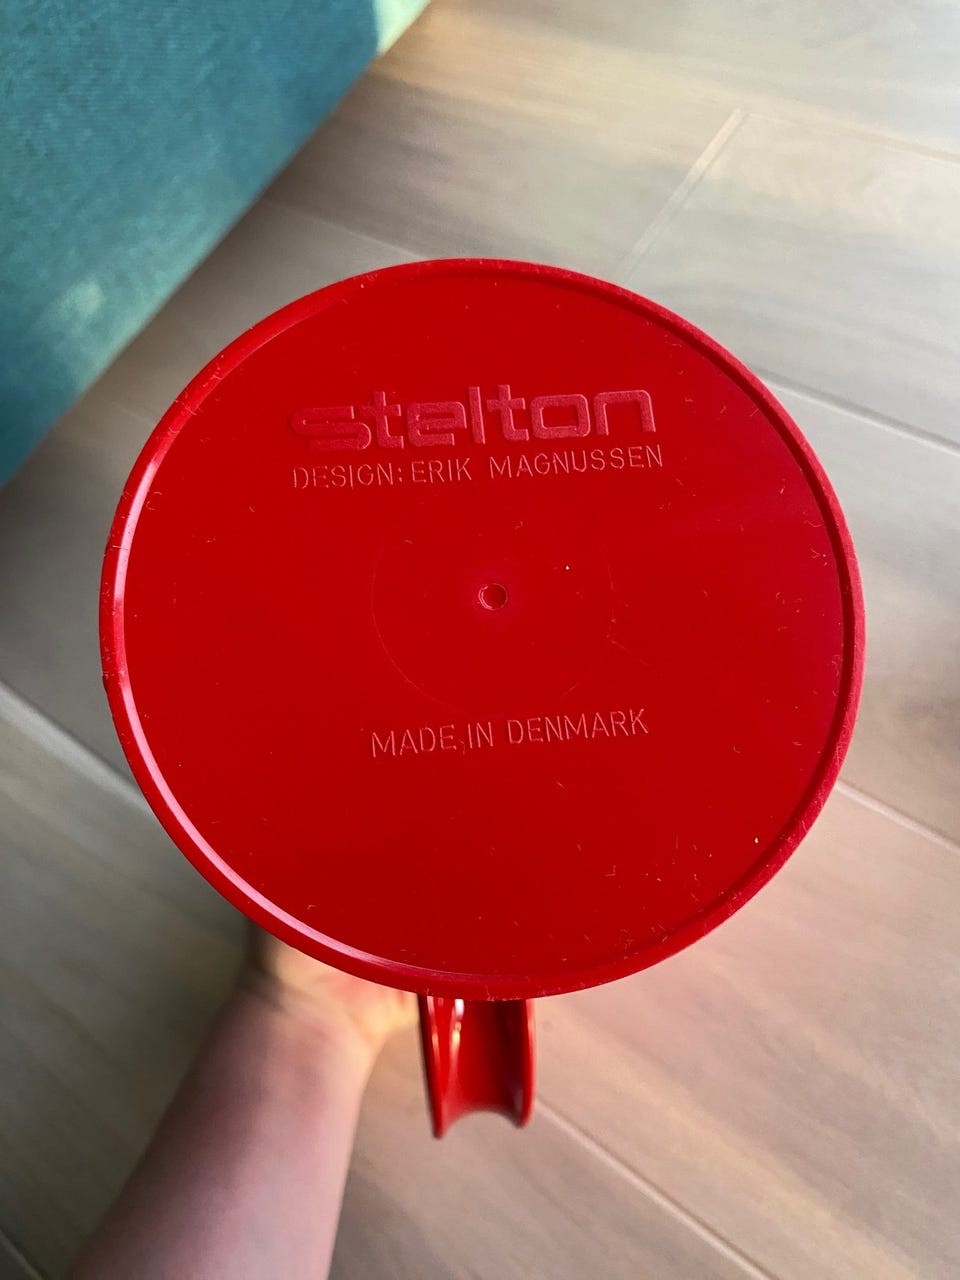 stelton
DESIGN: ERIK MAGNUSSEN
MADE IN DENMARK